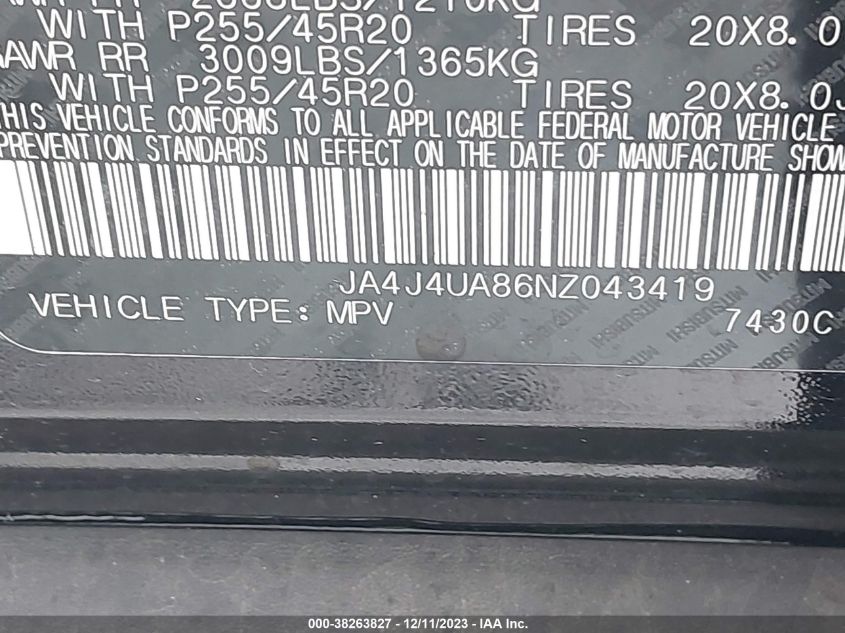 WITH P255/45R20 TIRES 20X8.0
RR 3009LBS/1365KG
WITH P255/45R20 TIRES 20X8.0J
THIS VEHICLE CONFORMS TO ALL APPLICABLE FEDERAL MOTOR VEHICLE
PREVENTION STANDARDS IN EFFECT ON THE DATE OF MANUFACTURE SHOW
JA4J4UA86NZ043419
VEHICLE TYPE: MPV 7430C
000-38263827 - 12/11/2023 - © IAA, Inc.